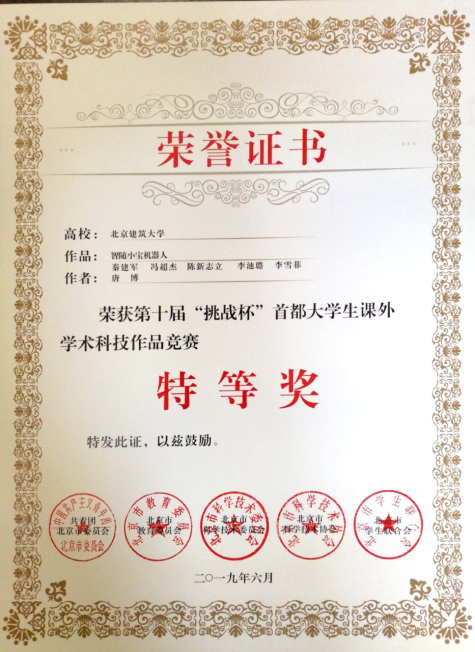 荣誉证书
高校：北京建筑大学
作品：智随小宝机器人
秦建军 冯超杰 陈新志立 李池璐 李雪菲
作者：唐 博
荣获第十届“挑战杯”首都大学生课外
学术科技作品竞赛
特等奖
特发此证，以兹鼓励。
共青团 北京市 北京市 北京市 北京市
北京市委员会 教育委员会 科学技术委员会 科学技术协会 学生联合会
二〇一九年六月